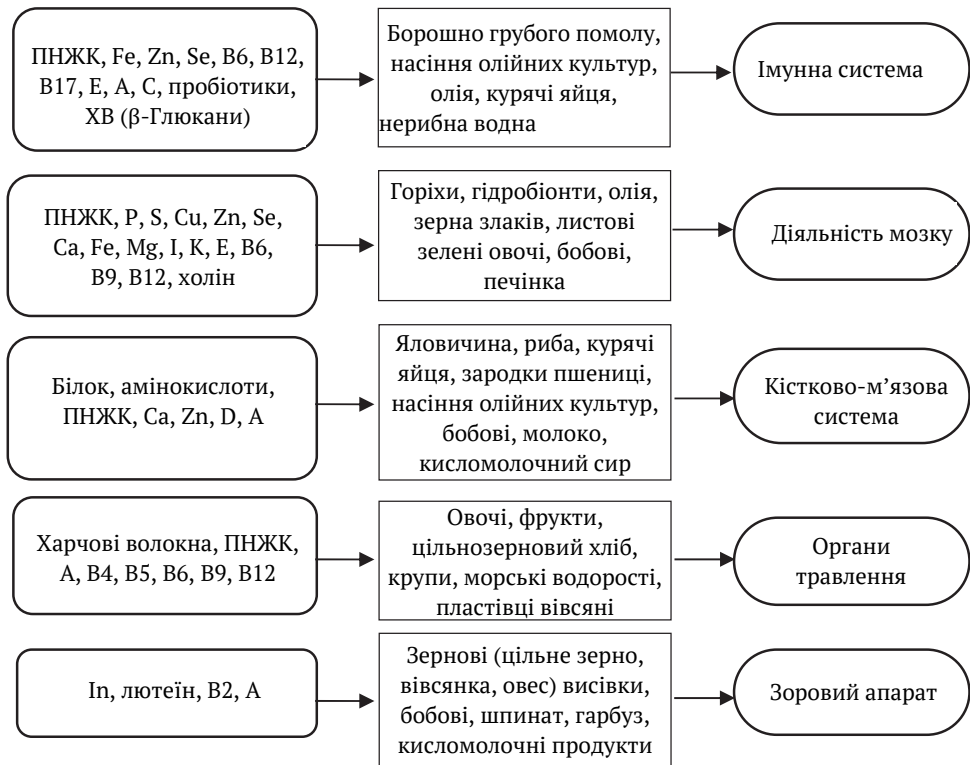 ПНЖК, Fe, Zn, Se, B6, B12,
B17, E, A, C, пробіотики,
ХВ (β-Глюкани)
Борошно грубого помолу,
насіння олійних культур,
олія, курячі яйця,
нерибна водна
Імунна система
ПНЖК, P, S, Cu, Zn, Se,
Ca, Fe, Mg, I, K, E, B6,
B9, B12, холін
Горіхи, гідробіонти, олія,
зерна злаків, листові
зелені овочі, бобові,
печінка
Діяльність мозку
Білок, амінокислоти,
ПНЖК, Ca, Zn, D, A
Яловичина, риба, курячі
яйця, зародки пшениці,
насіння олійних культур,
бобові, молоко,
кисломолочний сир
Кістково-м’язова
система
Харчові волокна, ПНЖК,
A, B4, B5, B6, B9, B12
Овочі, фрукти,
цільнозерновий хліб,
крупи, морські водорості,
пластівці вівсяні
Органи
травлення
In, лютеїн, B2, A
Зернові (цільне зерно,
вівсянка, овес) висівки,
бобові, шпинат, гарбуз,
кисломолочні продукти
Зоровий апарат